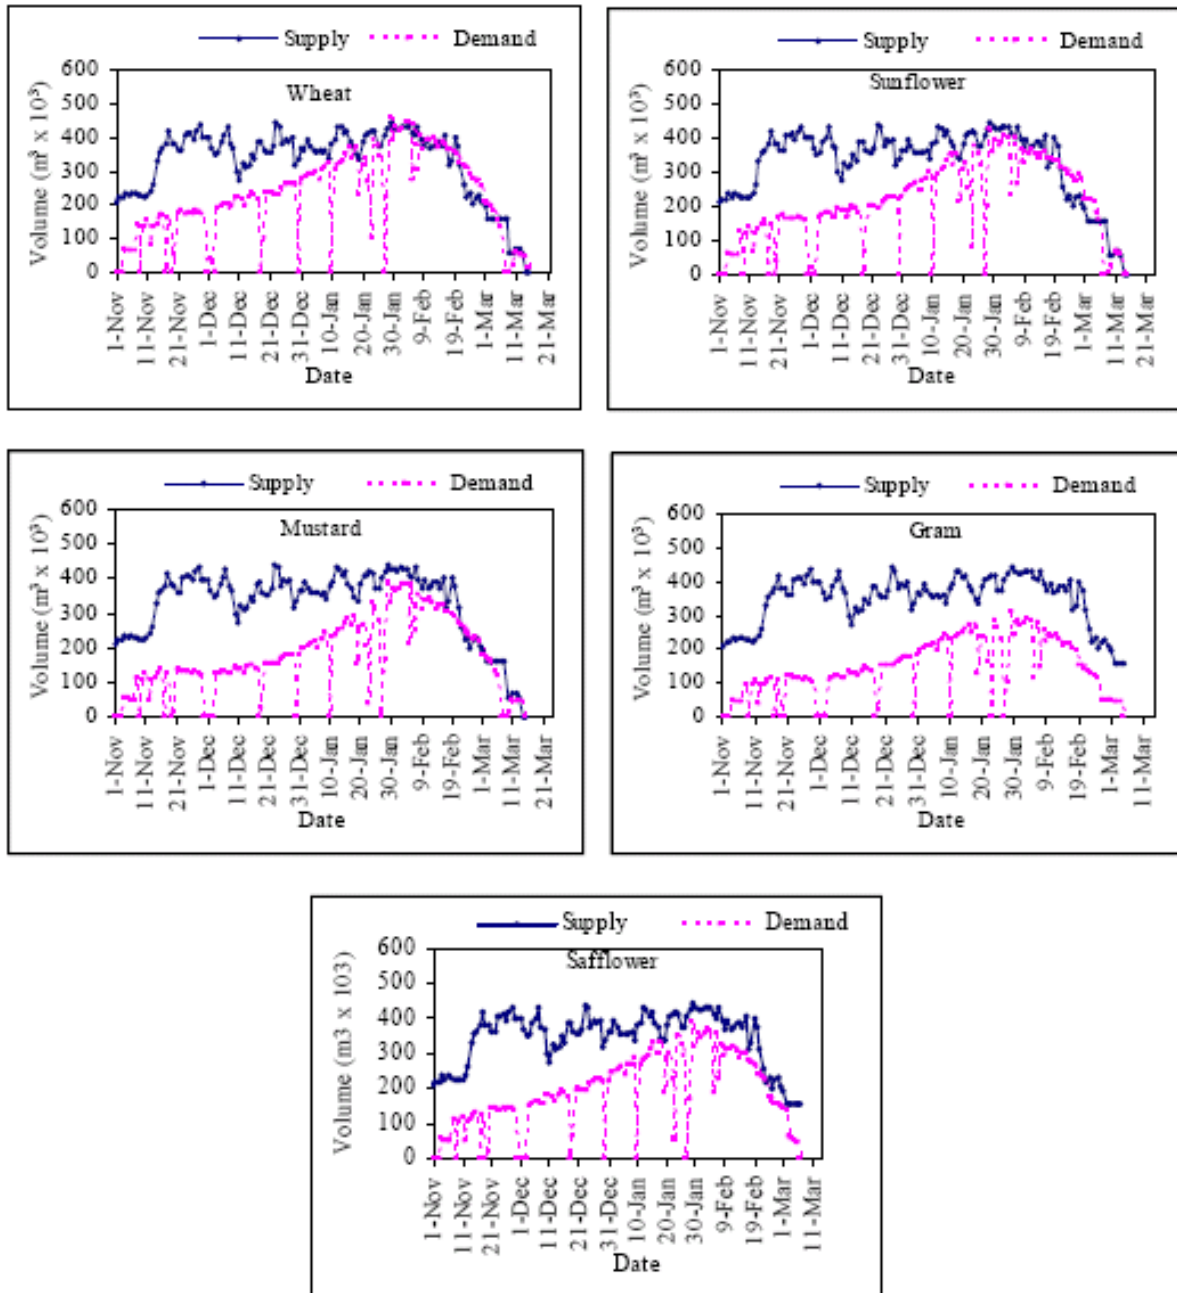 Supply Demand
Wheat
Volume (m³ x 10³)
600
500
400
300
200
100
0
1-Nov
11-Nov
21-Nov
1-Dec
11-Dec
21-Dec
31-Dec
10-Jan
20-Jan
30-Jan
9-Feb
19-Feb
1-Mar
11-Mar
21-Mar
Date
Supply Demand
Sunflower
Volume (m³ x 10³)
600
500
400
300
200
100
0
1-Nov
11-Nov
21-Nov
1-Dec
11-Dec
21-Dec
31-Dec
10-Jan
20-Jan
30-Jan
9-Feb
19-Feb
1-Mar
11-Mar
21-Mar
Date
Supply Demand
Mustard
Volume (m³ x 10³)
600
500
400
300
200
100
0
1-Nov
11-Nov
21-Nov
1-Dec
11-Dec
21-Dec
31-Dec
10-Jan
20-Jan
30-Jan
9-Feb
19-Feb
1-Mar
11-Mar
21-Mar
Date
Supply Demand
Gram
Volume (m³ x 10³)
600
500
400
300
200
100
0
1-Nov
11-Nov
21-Nov
1-Dec
11-Dec
21-Dec
31-Dec
10-Jan
20-Jan
30-Jan
9-Feb
19-Feb
1-Mar
11-Mar
Date
Supply Demand
Safflower
Volume (m3 x 103)
600
500
400
300
200
100
0
1-Nov
11-Nov
21-Nov
1-Dec
11-Dec
21-Dec
31-Dec
10-Jan
20-Jan
30-Jan
9-Feb
19-Feb
1-Mar
11-Mar
Date